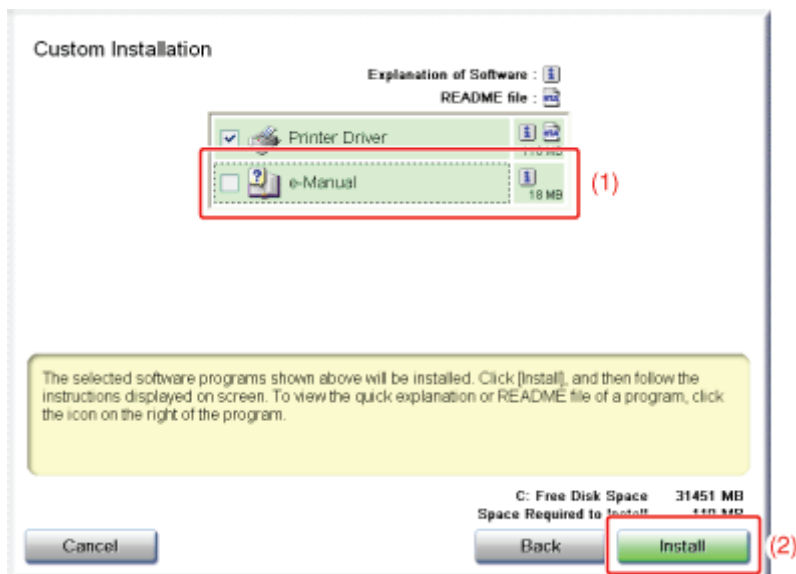 Custom Installation
Explanation of Software :
README file :
Printer Driver
e-Manual
18 MB
(1)
The selected software programs shown above will be installed. Click [Install], and then follow the
instructions displayed on screen. To view the quick explanation or README file of a program, click
the icon on the right of the program.
C: Free Disk Space 31451 MB
Space Required to Install 110 MB
Cancel
Back
Install
(2)